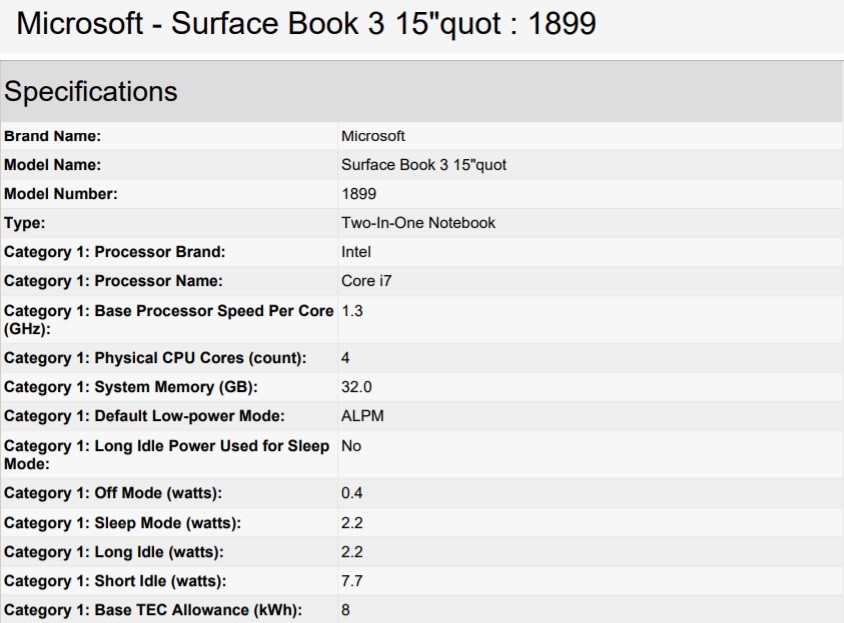 Microsoft - Surface Book 3 15"quot : 1899
Specifications
Brand Name: Microsoft
Model Name: Surface Book 3 15"quot
Model Number: 1899
Type: Two-In-One Notebook
Category 1: Processor Brand: Intel
Category 1: Processor Name: Core i7
Category 1: Base Processor Speed Per Core 1.3
(GHz):
Category 1: Physical CPU Cores (count): 4
Category 1: System Memory (GB): 32.0
Category 1: Default Low-power Mode: ALPM
Category 1: Long Idle Power Used for Sleep No
Mode:
Category 1: Off Mode (watts): 0.4
Category 1: Sleep Mode (watts): 2.2
Category 1: Long Idle (watts): 2.2
Category 1: Short Idle (watts): 7.7
Category 1: Base TEC Allowance (kWh): 8